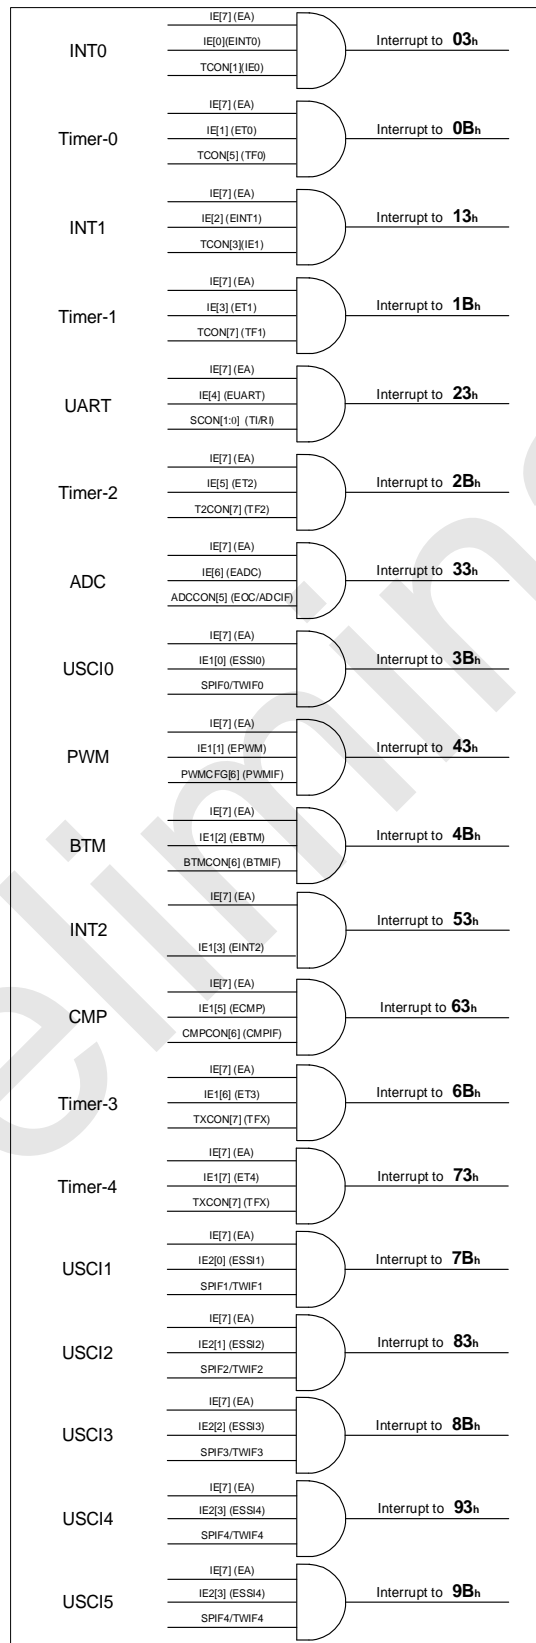 IE[7] (EA)
INT0 IE[0](EINT0) Interrupt to 03h
TCON[1](IE0)
IE[7] (EA)
Timer-0 IE[1] (ET0) Interrupt to 0Bh
TCON[5] (TF0)
IE[7] (EA)
INT1 IE[2] (EINT1) Interrupt to 13h
TCON[3](IE1)
IE[7] (EA)
Timer-1 IE[3] (ET1) Interrupt to 1Bh
TCON[7] (TF1)
IE[7] (EA)
UART IE[4] (EUART) Interrupt to 23h
SCON[1:0] (TI/RI)
IE[7] (EA)
Timer-2 IE[5] (ET2) Interrupt to 2Bh
T2CON[7] (TF2)
IE[7] (EA)
ADC IE[6] (EADC) Interrupt to 33h
ADCCON[5] (EOC/ADCIF)
IE[7] (EA)
USCI0 IE1[0] (ESSI0) Interrupt to 3Bh
SPIF0/TWIF0
IE[7] (EA)
PWM IE1[1] (EPWM) Interrupt to 43h
PWMCFG[6] (PWMIF)
IE[7] (EA)
BTM IE1[2] (EBTM) Interrupt to 4Bh
BTMCON[6] (BTMIF)
IE[7] (EA)
INT2 Interrupt to 53h
IE1[3] (EINT2)
IE[7] (EA)
CMP IE1[5] (ECMP) Interrupt to 63h
CMPCON[6] (CMPIF)
IE[7] (EA)
Timer-3 IE1[6] (ET3) Interrupt to 6Bh
TXCON[7] (TFX)
IE[7] (EA)
Timer-4 IE1[7] (ET4) Interrupt to 73h
TXCON[7] (TFX)
IE[7] (EA)
USCI1 IE2[0] (ESSI1) Interrupt to 7Bh
SPIF1/TWIF1
IE[7] (EA)
USCI2 IE2[1] (ESSI2) Interrupt to 83h
SPIF2/TWIF2
IE[7] (EA)
USCI3 IE2[2] (ESSI3) Interrupt to 8Bh
SPIF3/TWIF3
IE[7] (EA)
USCI4 IE2[3] (ESSI4) Interrupt to 93h
SPIF4/TWIF4
IE[7] (EA)
USCI5 IE2[3] (ESSI4) Interrupt to 9Bh
SPIF4/TWIF4
elimin